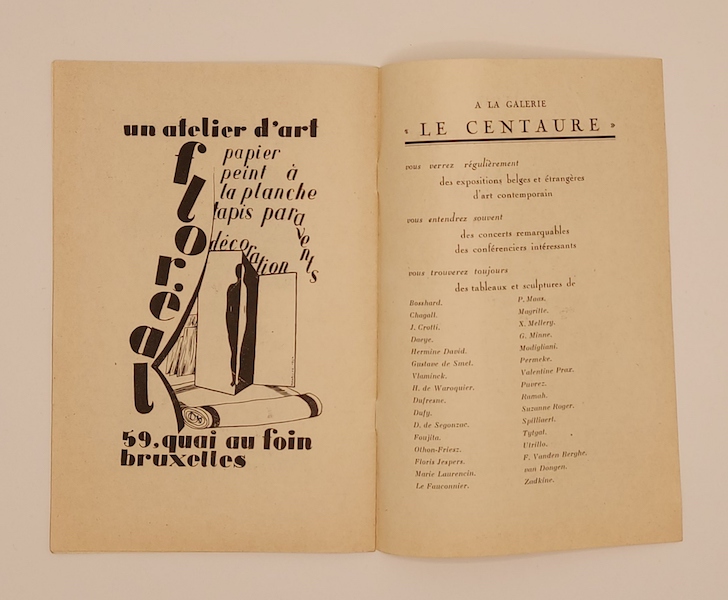 un atelier d'art
floréal
papier
peint à
la planche
tapis paravents
décoration
59, quai au foin
bruxelles
A LA GALERIE
« LE CENTAURE »
vous verrez régulièrement
des expositions belges et étrangères
d'art contemporain
vous entendrez souvent
des concerts remarquables
des conférenciers intéressants
vous trouverez toujours
des tableaux et sculptures de
Bosshard.
Chagall.
J. Crotti.
Daeye.
Hermine David.
Gustave de Smet.
Vlaminck.
H. de Waroquier.
Dufresne.
Dufy.
D. de Segonzac.
Foujita.
Othon-Friesz.
Floris Jespers.
Marie Laurencin.
Le Fauconnier.
P. Maas.
Magritte.
X. Mellery.
G. Minne.
Modigliani.
Permeke.
Valentine Prax.
Pavrez.
Ramah.
Suzanne Roger.
Spilliaert.
Tytgat.
Utrillo.
F. Vanden Berghe.
van Dongen.
Zadkine.